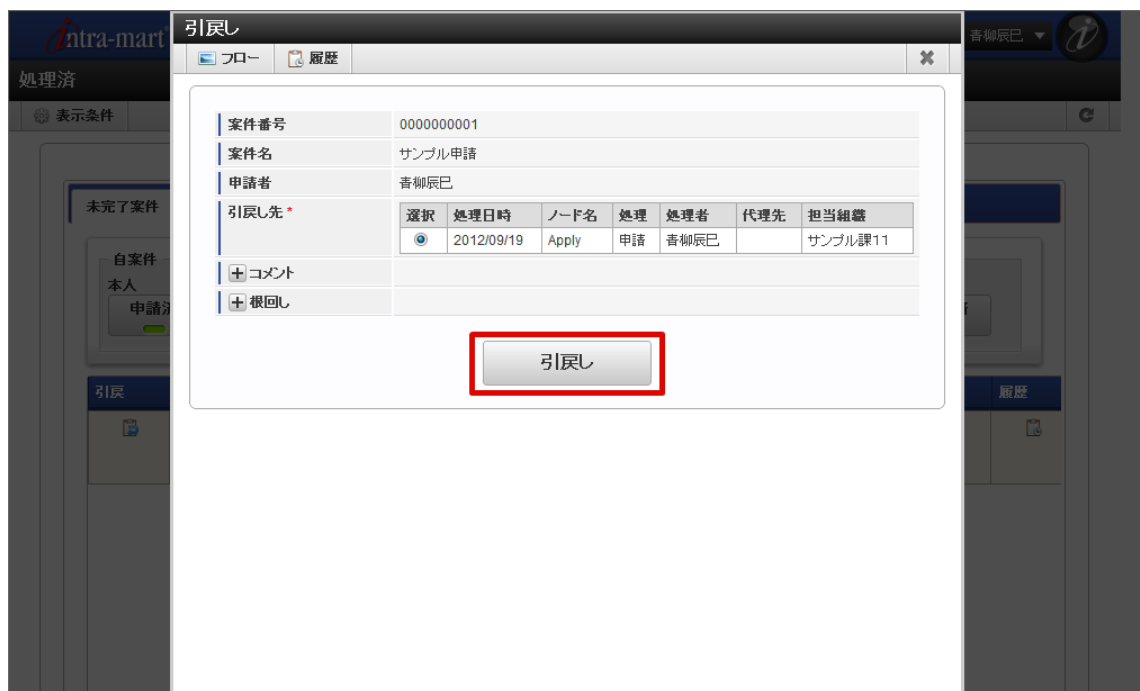 intra-mart
引戻し
青柳辰巳
フロー 履歴
処理済
表示条件
案件番号 0000000001
案件名 サンプル申請
申請者 青柳辰巳
引戻し先 *
選択 処理日時 ノード名 処理 処理者 代理先 担当組織
2012/09/19 Apply 申請 青柳辰巳 サンプル課11
コメント
根回し
引戻し
未完了案件
自案件
本人
申請済
引戻
履歴